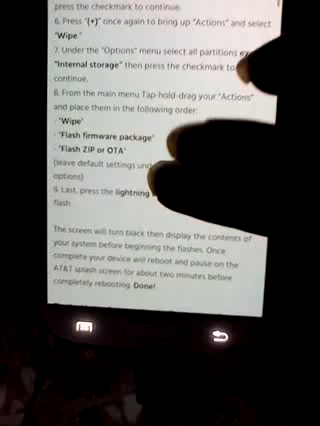 press the checkmark to continue.
6. Press "(+)" once again to bring up "Actions" and select
"Wipe."
7. Under the "Options" menu select all partitions
"Internal storage" then press the checkmark to
continue.
8. From the main menu Tap-hold-drag your "Actions"
and place them in the following order:
- "Wipe"
- "Flash firmware package"
- "Flash ZIP or OTA"
(leave default settings
options)
9. Last, press the lightning
flash.
The screen will turn black then display the contents of
your system before beginning the flashes. Once
complete your device will reboot and pause on the
AT&T splash screen for about two minutes before
completely rebooting. Done!